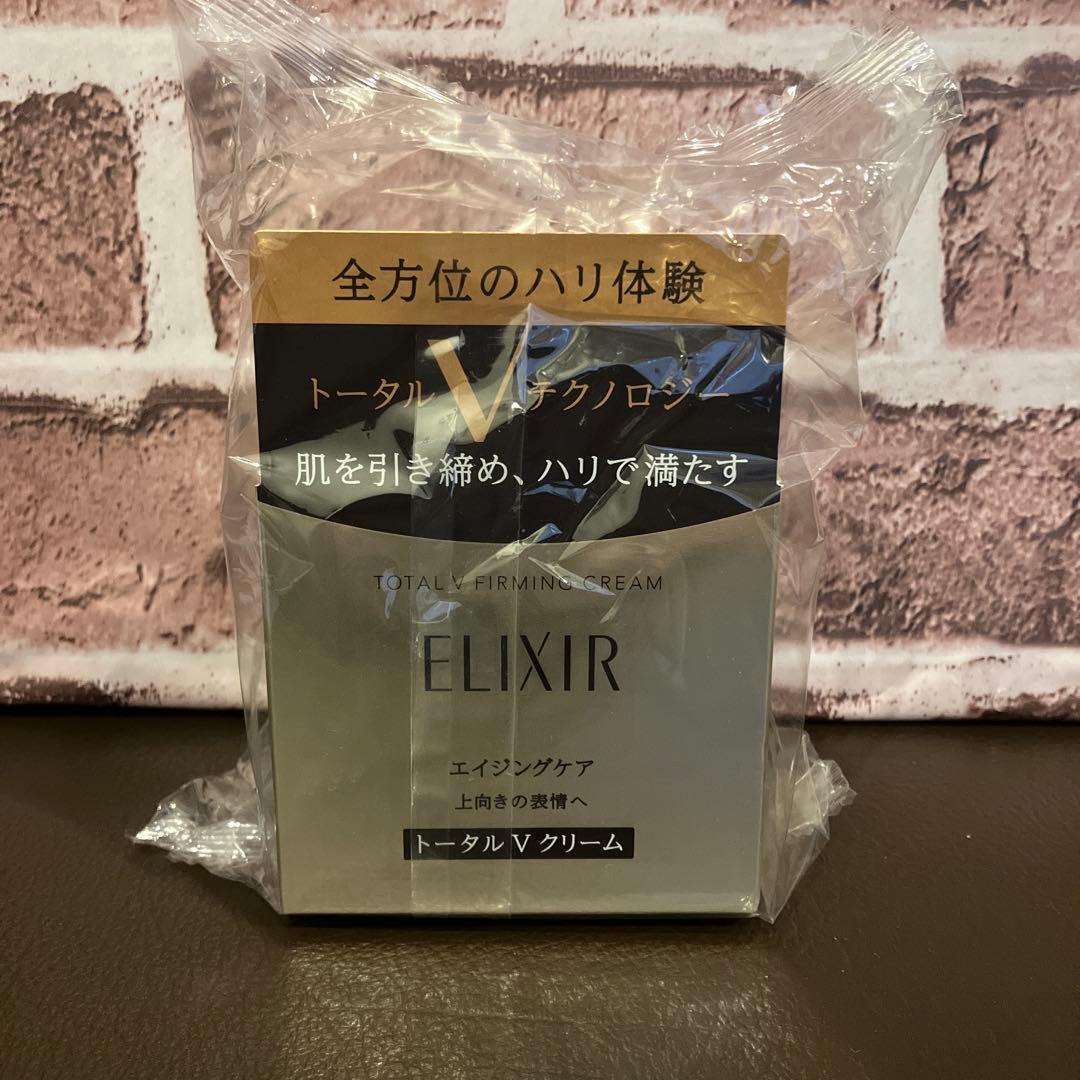 全方位のハリ体験
トータル V テクノロジー
肌を引き締め、ハリで満たす
TOTAL V FIRMING CREAM
ELIXIR
エイジングケア
上向きの表情へ
トータル V クリーム